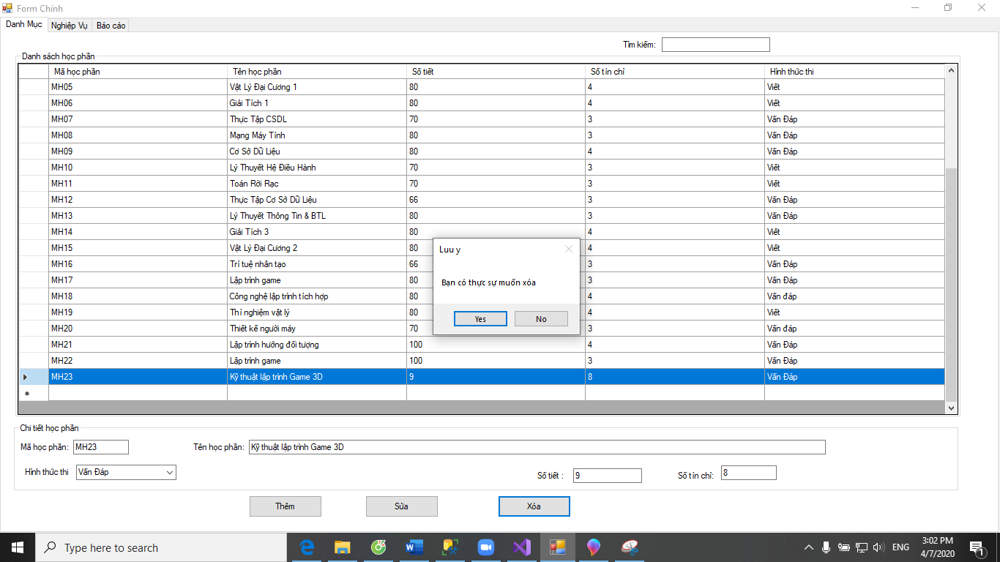 Form Chính
Danh Mục Nghiệp Vụ Báo cáo
Tìm kiếm:
Danh sách học phần
Mã học phần Tên học phần Số tiết Số tín chỉ Hình thức thi
MH05 Vật Lý Đại Cương 1 80 4 Viết
MH06 Giải Tích 1 80 4 Viết
MH07 Thực Tập CSDL 70 3 Vấn Đáp
MH08 Mạng Máy Tính 80 3 Vấn Đáp
MH09 Cơ Sở Dữ Liệu 80 4 Vấn Đáp
MH10 Lý Thuyết Hệ Điều Hành 70 3 Viết
MH11 Toán Rời Rạc 70 3 Viết
MH12 Thực Tập Cơ Sở Dữ Liệu 66 3 Vấn Đáp
MH13 Lý Thuyết Thông Tin & BTL 80 3 Vấn Đáp
MH14 Giải Tích 3 80 4 Viết
MH15 Vật Lý Đại Cương 2 80 4 Viết
MH16 Trí tuệ nhân tạo 66 3 Vấn Đáp
MH17 Lập trình game 80 3 Vấn Đáp
MH18 Công nghệ lập trình tích hợp 80 4 Vấn đáp
MH19 Thí nghiệm vật lý 80 4 Viết
MH20 Thiết kế người máy 70 3 Vấn đáp
MH21 Lập trình hướng đối tượng 100 4 Vấn Đáp
MH22 Lập trình game 100 3 Vấn Đáp
MH23 Kỹ thuật lập trình Game 3D 9 8 Vấn Đáp
Luu y
Bạn có thực sự muốn xóa
Yes No
Chi tiết học phần
Mã học phần: MH23 Tên học phần: Kỹ thuật lập trình Game 3D
Hình thức thi Vấn Đáp Số tiết : 9 Số tín chỉ: 8
Thêm Sửa Xóa
Type here to search
ENG
3:02 PM
4/7/2020
1